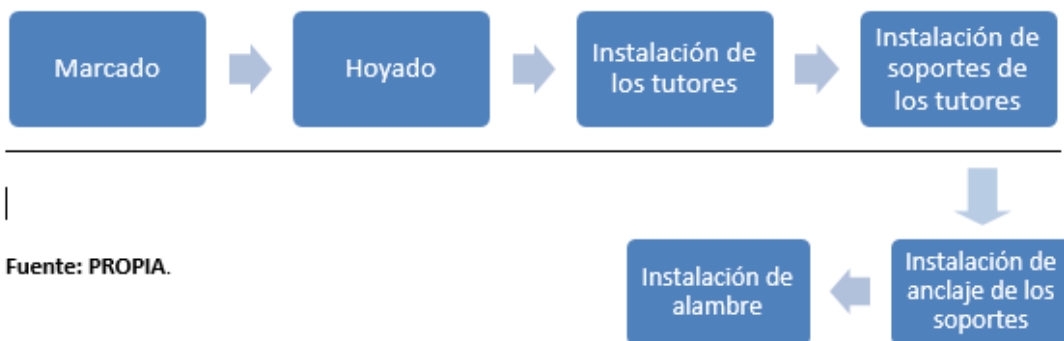 Marcado
Hoyado
Instalación de
los tutores
Instalación de
soportes de
los tutores
Instalación de
anclaje de los
soportes
Instalación de
alambre
Fuente: PROPIA.